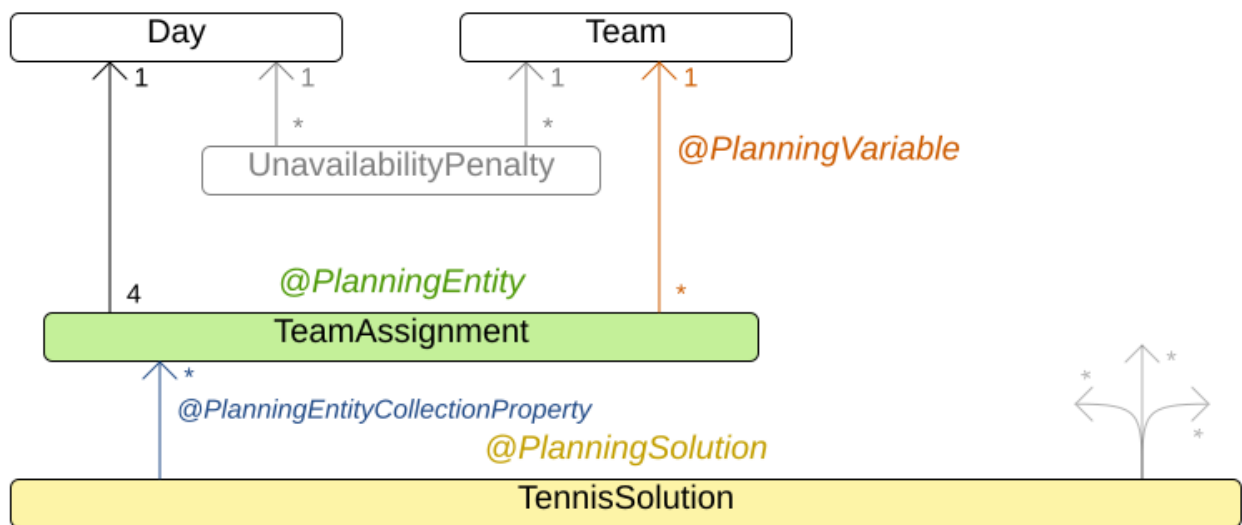 Day
Team
1
1
1
1
*
*
@PlanningVariable
UnavailabilityPenalty
@PlanningEntity
4
*
TeamAssignment
*
*
*
@PlanningEntityCollectionProperty
*
@PlanningSolution
TennisSolution